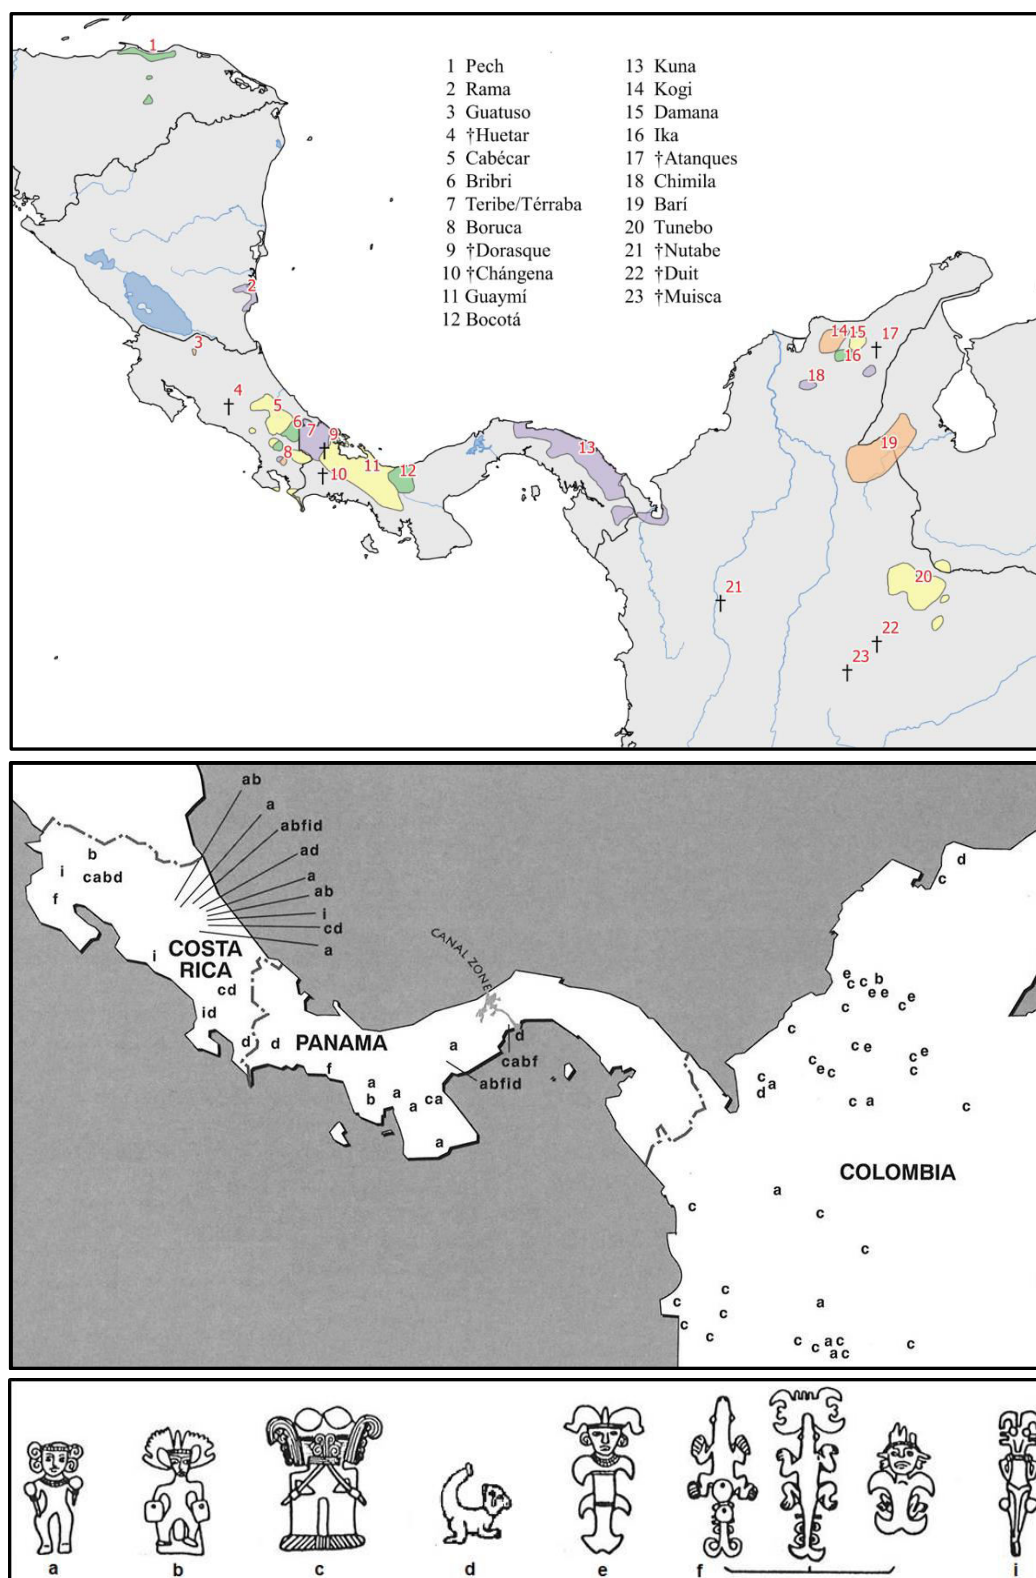 1 Pech
2 Rama
3 Guatuso
4 †Huetar
5 Cabécar
6 Bribri
7 Teribe/Térraba
8 Boruca
9 †Dorasque
10 †Chángena
11 Guaymí
12 Bocotá
13 Kuna
14 Kogi
15 Damana
16 Ika
17 †Atanques
18 Chimila
19 Barí
20 Tunebo
21 †Nutabe
22 †Duit
23 †Muisca
1
2
3
4
5
6
7
8
9
10
11
12
13
14
15
16
17
18
19
20
21
22
23
ab
a
abfid
ad
a
ab
i
cd
a
b
i
cabd
f
i
COSTA
RICA
cd
id
d
d
PANAMA
CANAL ZONE
f
a
b
a
a
ca
a
a
d
cabf
abfid
d
c
e
c c b
e e
c
c e
c
c e
c e
e c
c
c a
d
c a
c
COLOMBIA
a
c
c
c
c
c
c
c
c
a
c a c
c
a c
c
a
b
c
d
e
f
i